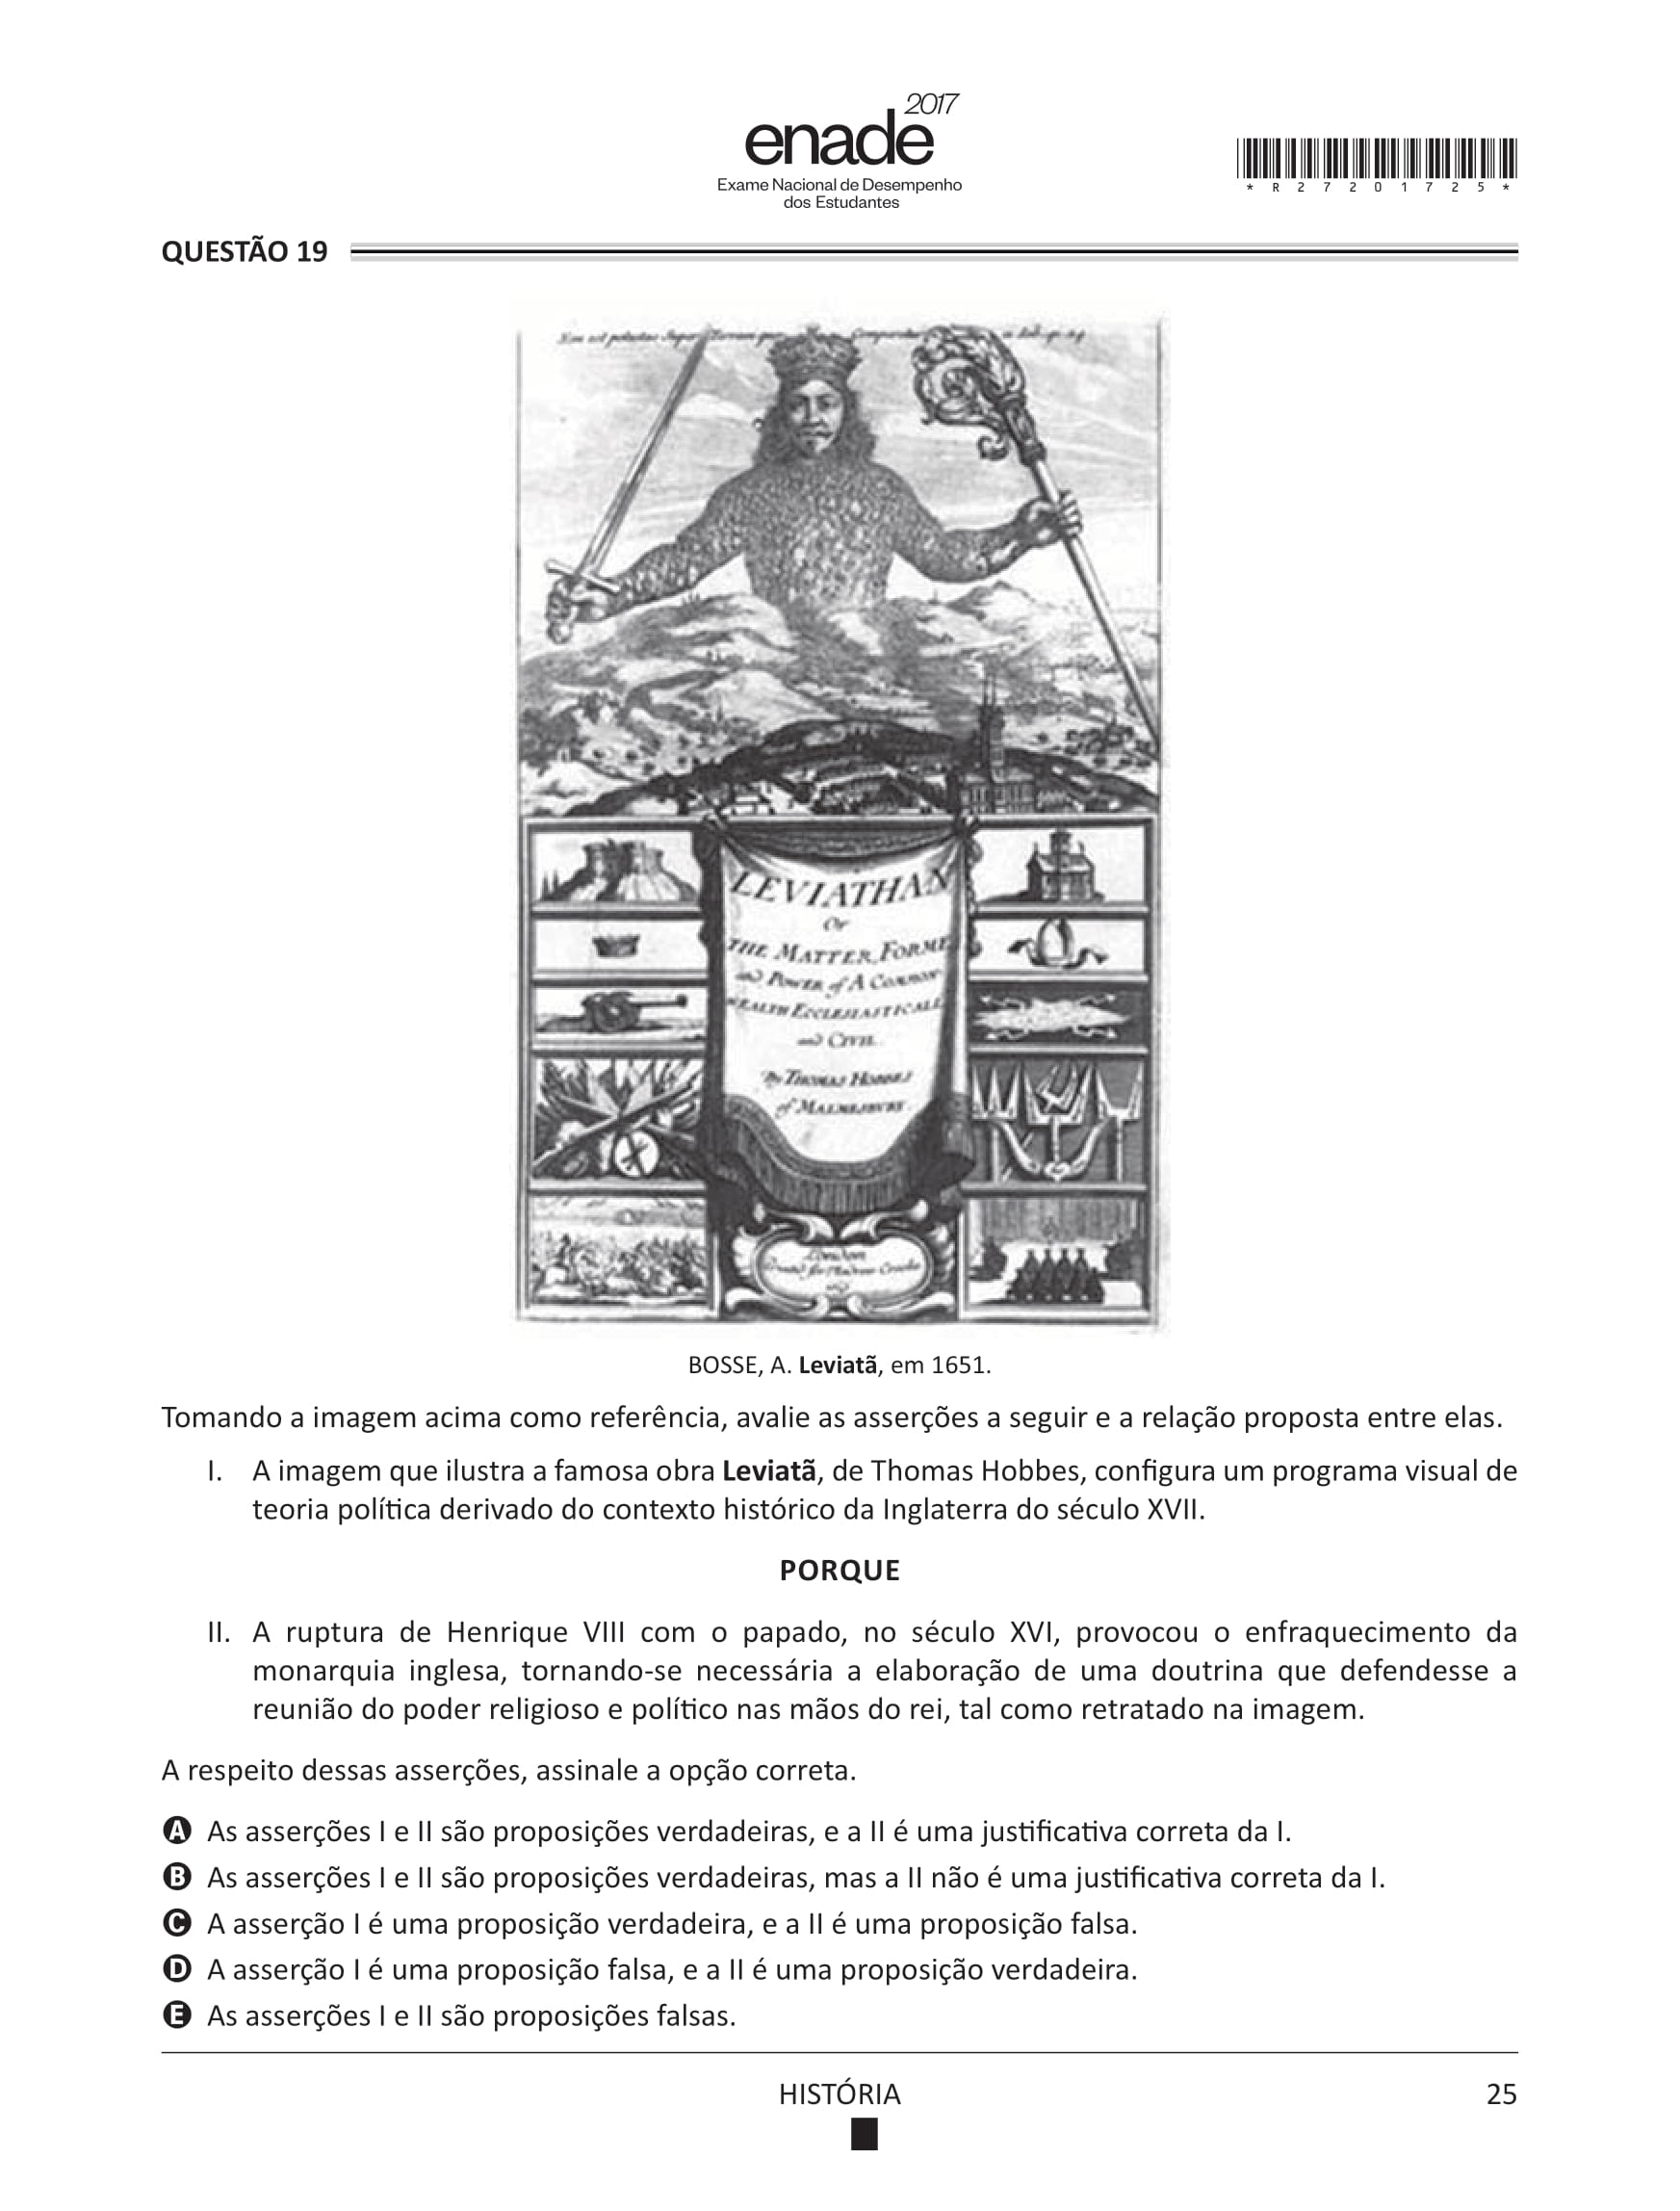 2017
enade
Exame Nacional de Desempenho
dos Estudantes
* R 2 7 2 0 1 7 2 5 *
QUESTÃO 19
LEVIATHAN
Or
THE MATTER, FORME
and POWER of A COMMON
WEALTH ECCLESIASTICALL
and CIVIL.
By THOMAS HOBBES
of MALMESBURY.
London
BOSSE, A. Leviatã, em 1651.
Tomando a imagem acima como referência, avalie as asserções a seguir e a relação proposta entre elas.
I. A imagem que ilustra a famosa obra Leviatã, de Thomas Hobbes, configura um programa visual de
teoria política derivado do contexto histórico da Inglaterra do século XVII.
PORQUE
II. A ruptura de Henrique VIII com o papado, no século XVI, provocou o enfraquecimento da
monarquia inglesa, tornando-se necessária a elaboração de uma doutrina que defendesse a
reunião do poder religioso e político nas mãos do rei, tal como retratado na imagem.
A respeito dessas asserções, assinale a opção correta.
A As asserções I e II são proposições verdadeiras, e a II é uma justificativa correta da I.
B As asserções I e II são proposições verdadeiras, mas a II não é uma justificativa correta da I.
C A asserção I é uma proposição verdadeira, e a II é uma proposição falsa.
D A asserção I é uma proposição falsa, e a II é uma proposição verdadeira.
E As asserções I e II são proposições falsas.
HISTÓRIA
25